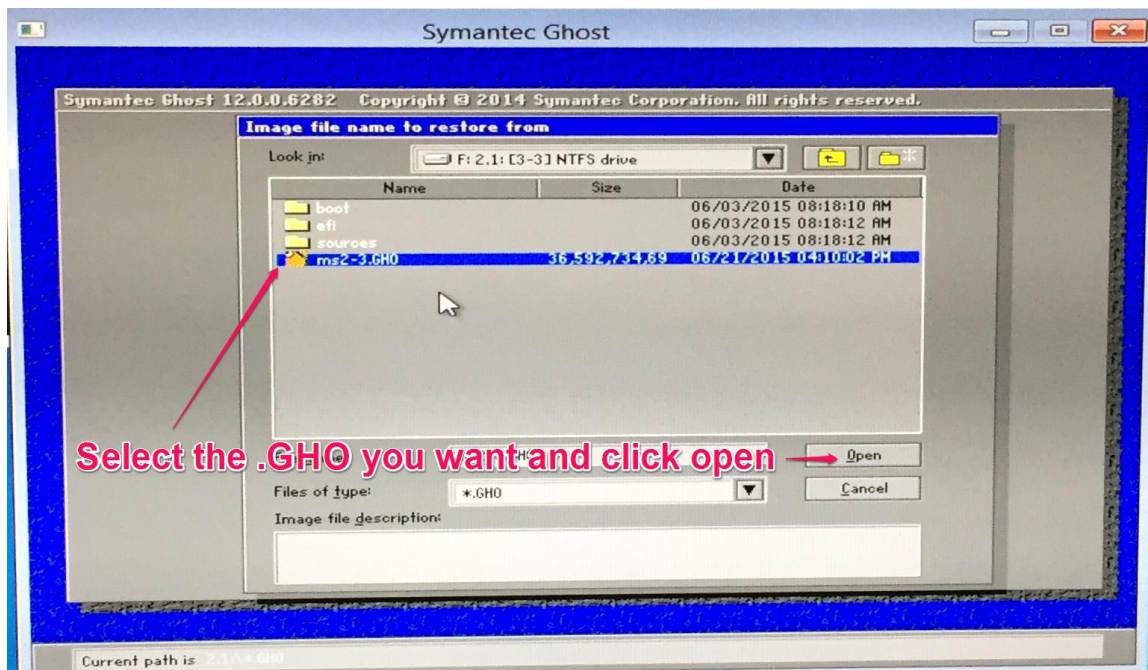 Symantec Ghost
Symantec Ghost 12.0.0.6282 Copyright © 2014 Symantec Corporation. All rights reserved.
Image file name to restore from
Look in: F: 2.1: [3-3] NTFS drive
Name Size Date
boot 06/03/2015 08:18:10 AM
efi 06/03/2015 08:18:12 AM
sources 06/03/2015 08:18:12 AM
ms2-3.GHO 36,592,734,69 06/21/2015 04:10:02 PM
Select the .GHO you want and click open
Open
Files of type: *.GHO
Cancel
Image file description:
Current path is 2.1:\*.GHO